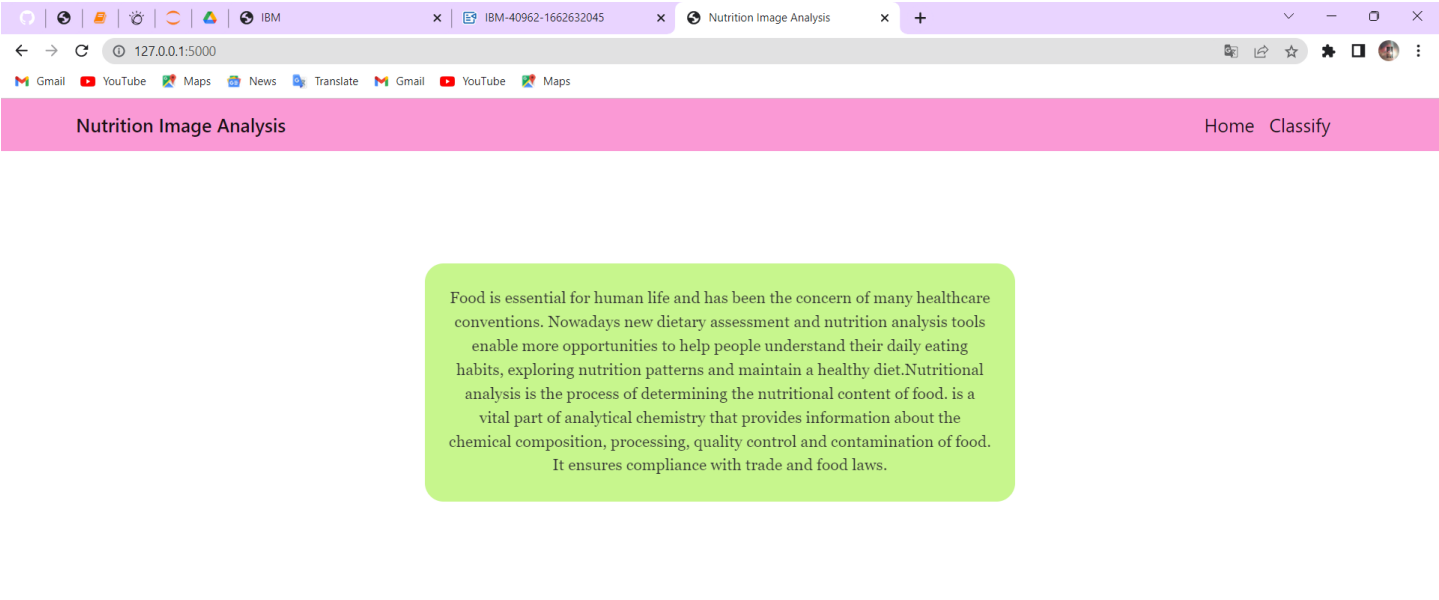 IBM
IBM-40962-1662632045
Nutrition Image Analysis
127.0.0.1:5000
Gmail YouTube Maps News Translate Gmail YouTube Maps
Nutrition Image Analysis
Home Classify
Food is essential for human life and has been the concern of many healthcare
conventions. Nowadays new dietary assessment and nutrition analysis tools
enable more opportunities to help people understand their daily eating
habits, exploring nutrition patterns and maintain a healthy diet.Nutritional
analysis is the process of determining the nutritional content of food. is a
vital part of analytical chemistry that provides information about the
chemical composition, processing, quality control and contamination of food.
It ensures compliance with trade and food laws.